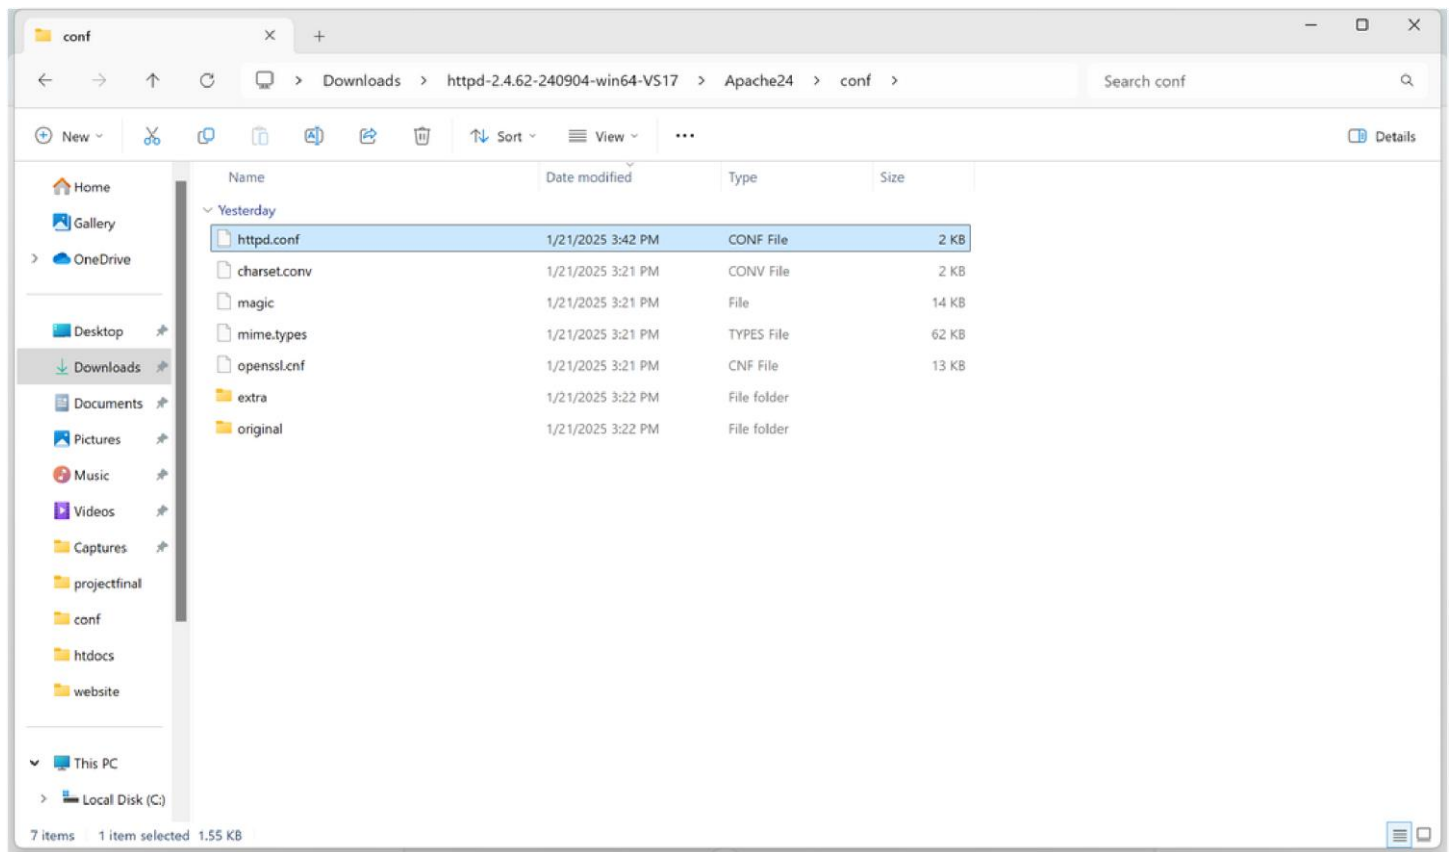 conf
Downloads > httpd-2.4.62-240904-win64-VS17 > Apache24 > conf >
Search conf
New
Sort
View
Details
Home
Gallery
OneDrive
Desktop
Downloads
Documents
Pictures
Music
Videos
Captures
projectfinal
conf
htdocs
website
This PC
Local Disk (C:)
Name Date modified Type Size
Yesterday
httpd.conf 1/21/2025 3:42 PM CONF File 2 KB
charset.conv 1/21/2025 3:21 PM CONV File 2 KB
magic 1/21/2025 3:21 PM File 14 KB
mime.types 1/21/2025 3:21 PM TYPES File 62 KB
openssl.cnf 1/21/2025 3:21 PM CNF File 13 KB
extra 1/21/2025 3:22 PM File folder
original 1/21/2025 3:22 PM File folder
7 items 1 item selected 1.55 KB